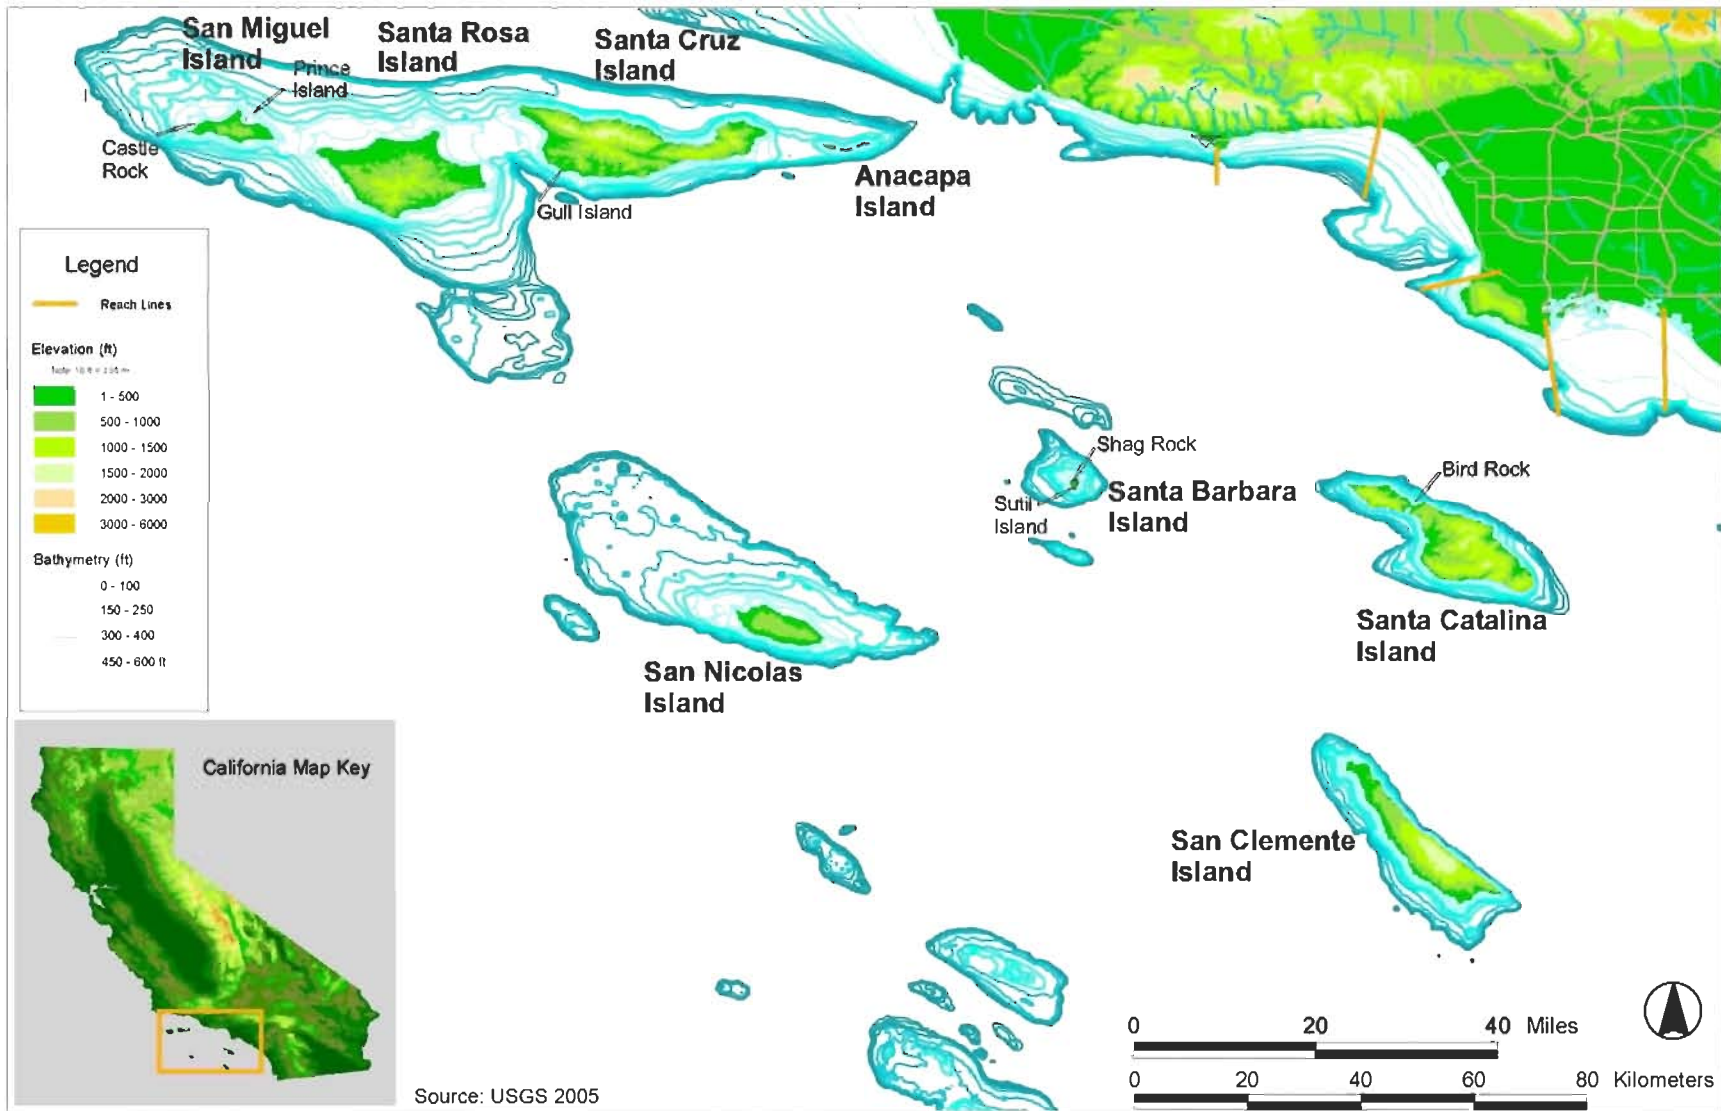 San Miguel
Island
Santa Rosa
Island
Santa Cruz
Island
Prince
Island
Castle
Rock
Gull Island
Anacapa
Island
Legend
Reach Lines
Elevation (ft)
1 - 500
500 - 1000
1000 - 1500
1500 - 2000
2000 - 3000
3000 - 6000
Bathymetry (ft)
0 - 100
150 - 250
300 - 400
450 - 600 ft
Shag Rock
Sutil
Island
Santa Barbara
Island
Bird Rock
Santa Catalina
Island
San Nicolas
Island
San Clemente
Island
California Map Key
Source: USGS 2005
0 20 40 Miles
0 20 40 60 80 Kilometers